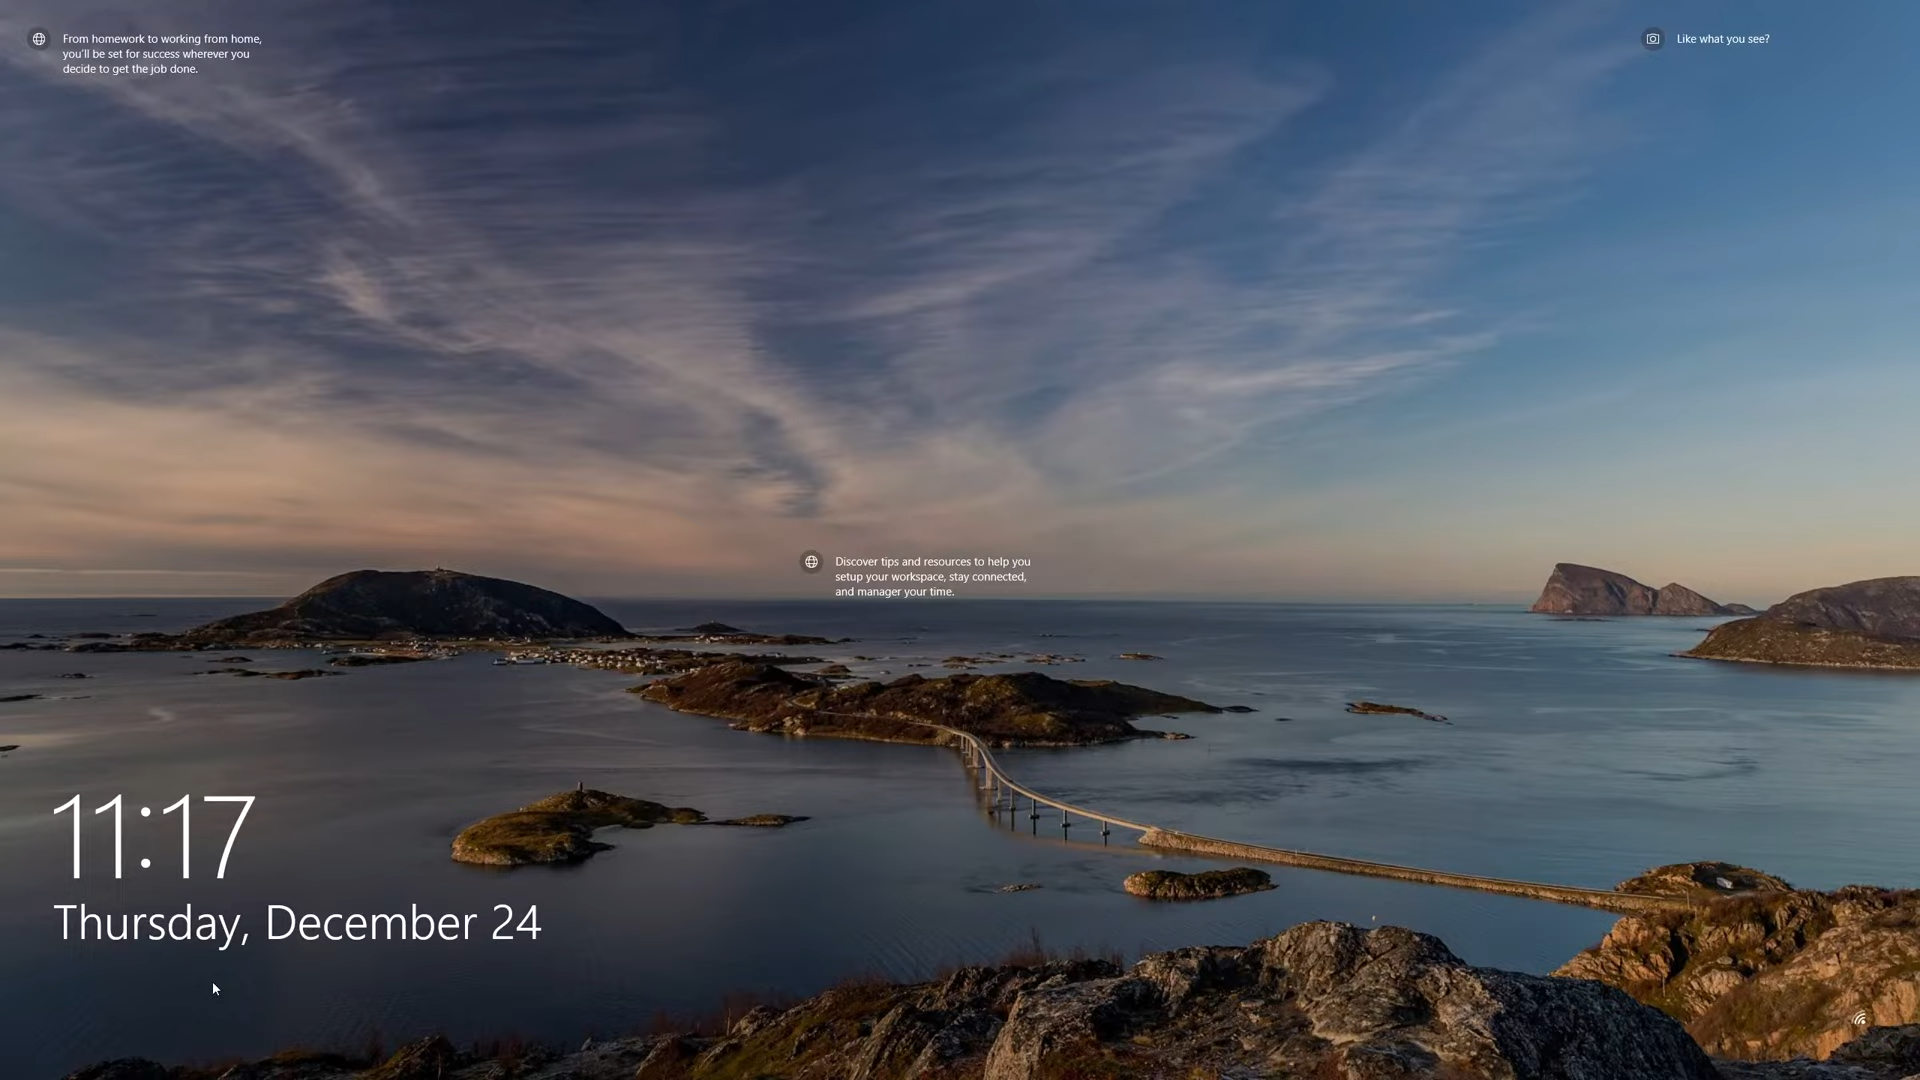 From homework to working from home,
you'll be set for success wherever you
decide to get the job done.
Like what you see?
Discover tips and resources to help you
setup your workspace, stay connected,
and manager your time.
11:17
Thursday, December 24